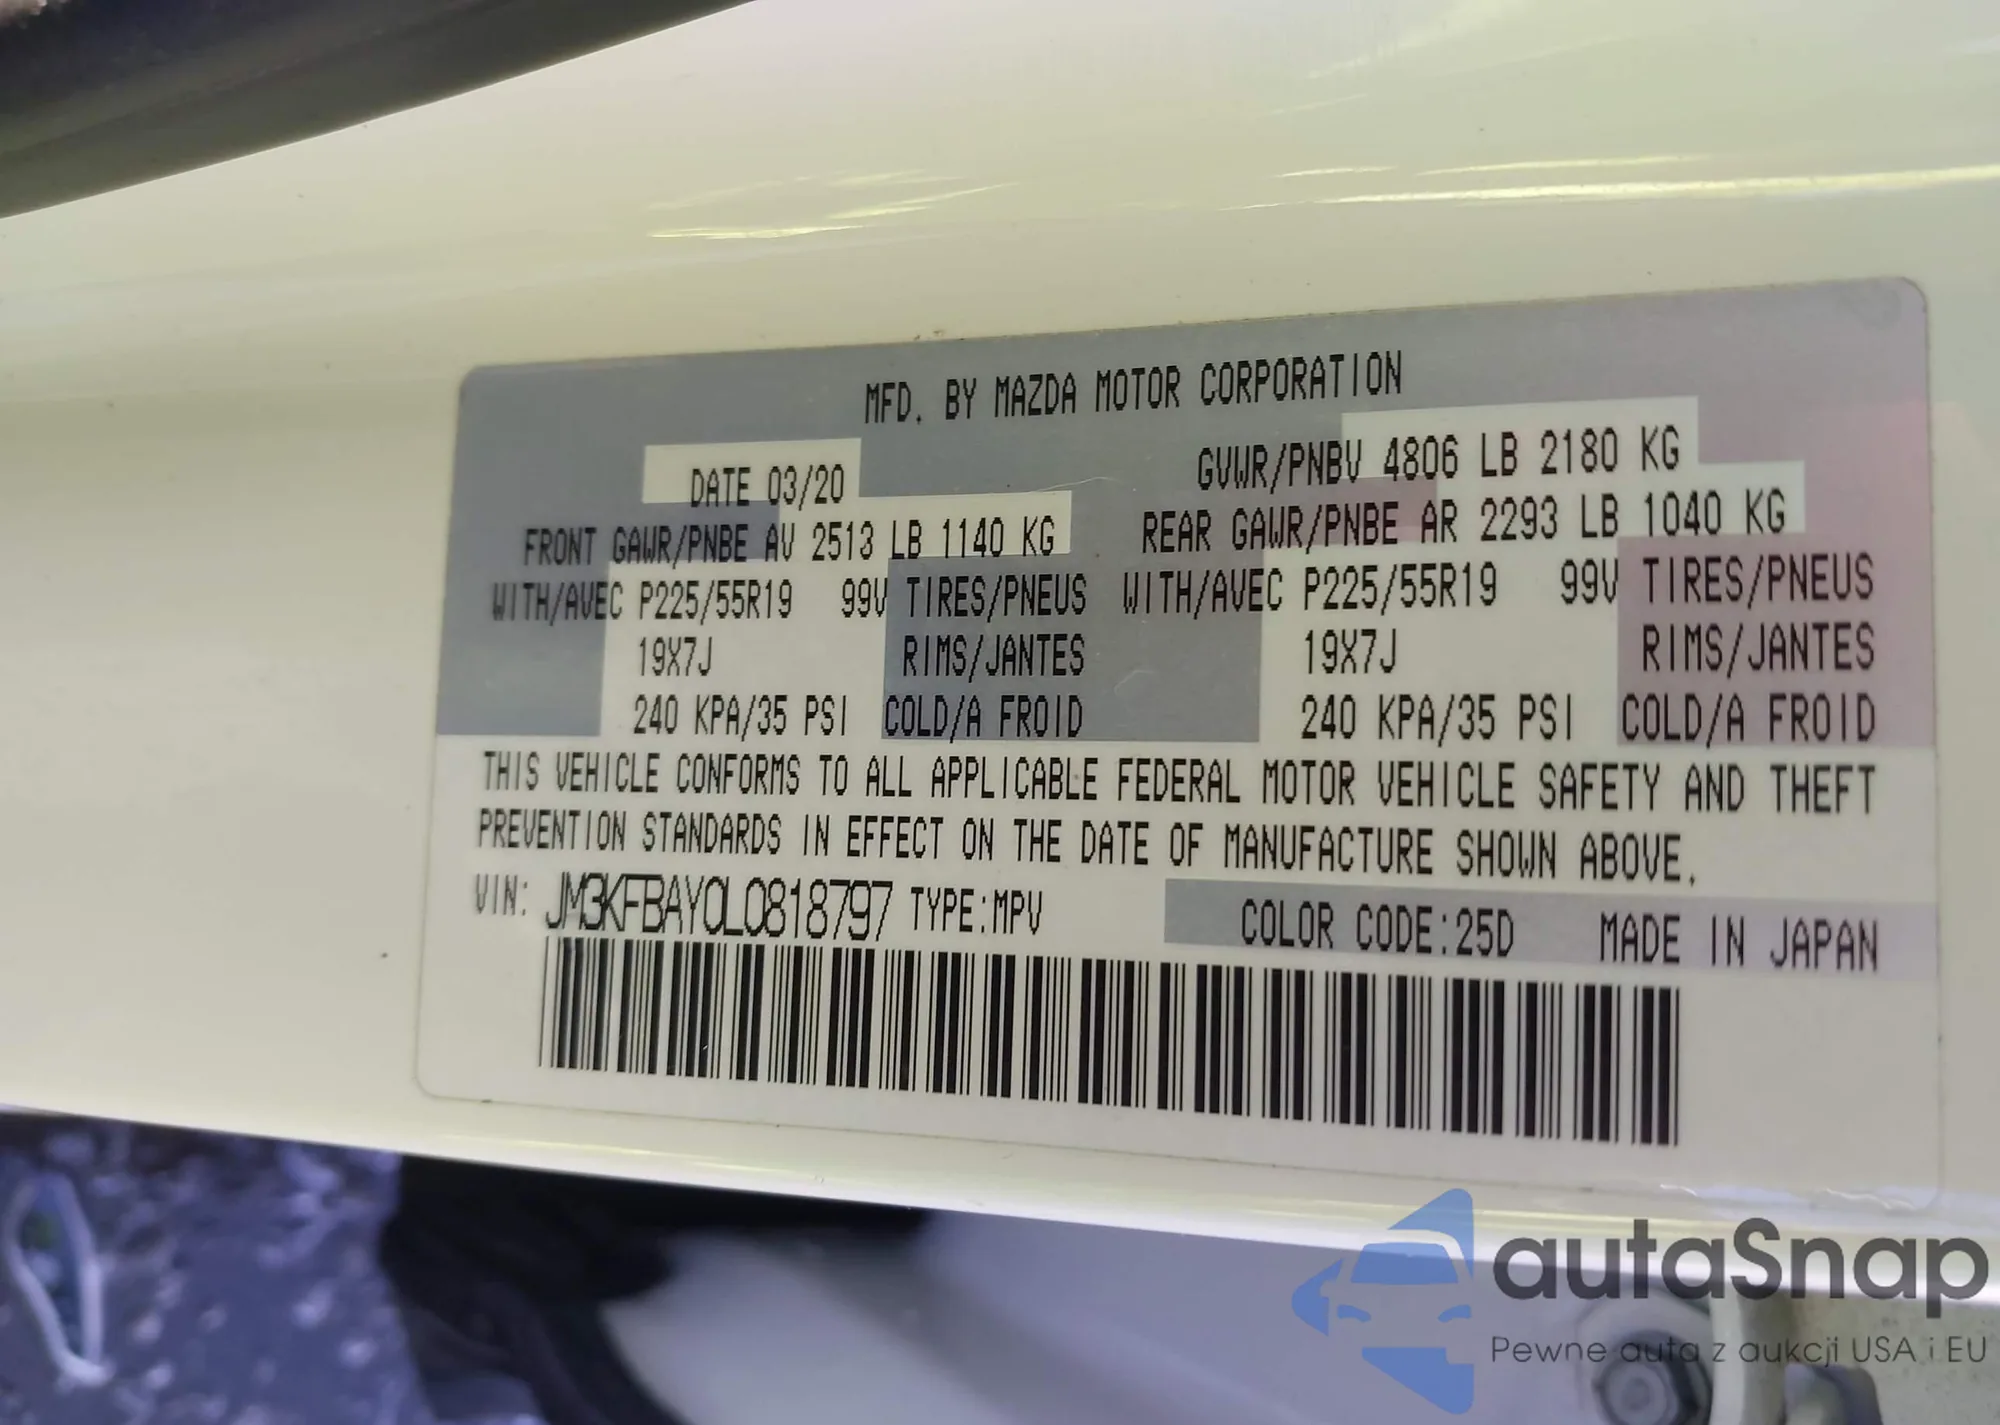 MFD. BY MAZDA MOTOR CORPORATION
DATE 03/20 GVWR/PNBV 4806 LB 2180 KG
FRONT GAWR/PNBE AV 2513 LB 1140 KG REAR GAWR/PNBE AR 2293 LB 1040 KG
WITH/AVEC P225/55R19 99V TIRES/PNEUS WITH/AVEC P225/55R19 99V TIRES/PNEUS
19X7J RIMS/JANTES 19X7J RIMS/JANTES
240 KPA/35 PSI COLD/A FROID 240 KPA/35 PSI COLD/A FROID
THIS VEHICLE CONFORMS TO ALL APPLICABLE FEDERAL MOTOR VEHICLE SAFETY AND THEFT
PREVENTION STANDARDS IN EFFECT ON THE DATE OF MANUFACTURE SHOWN ABOVE.
VIN: JM3KFBAY0L0818797 TYPE:MPV COLOR CODE:25D MADE IN JAPAN
autaSnap
Pewne auta z aukcji USA i EU